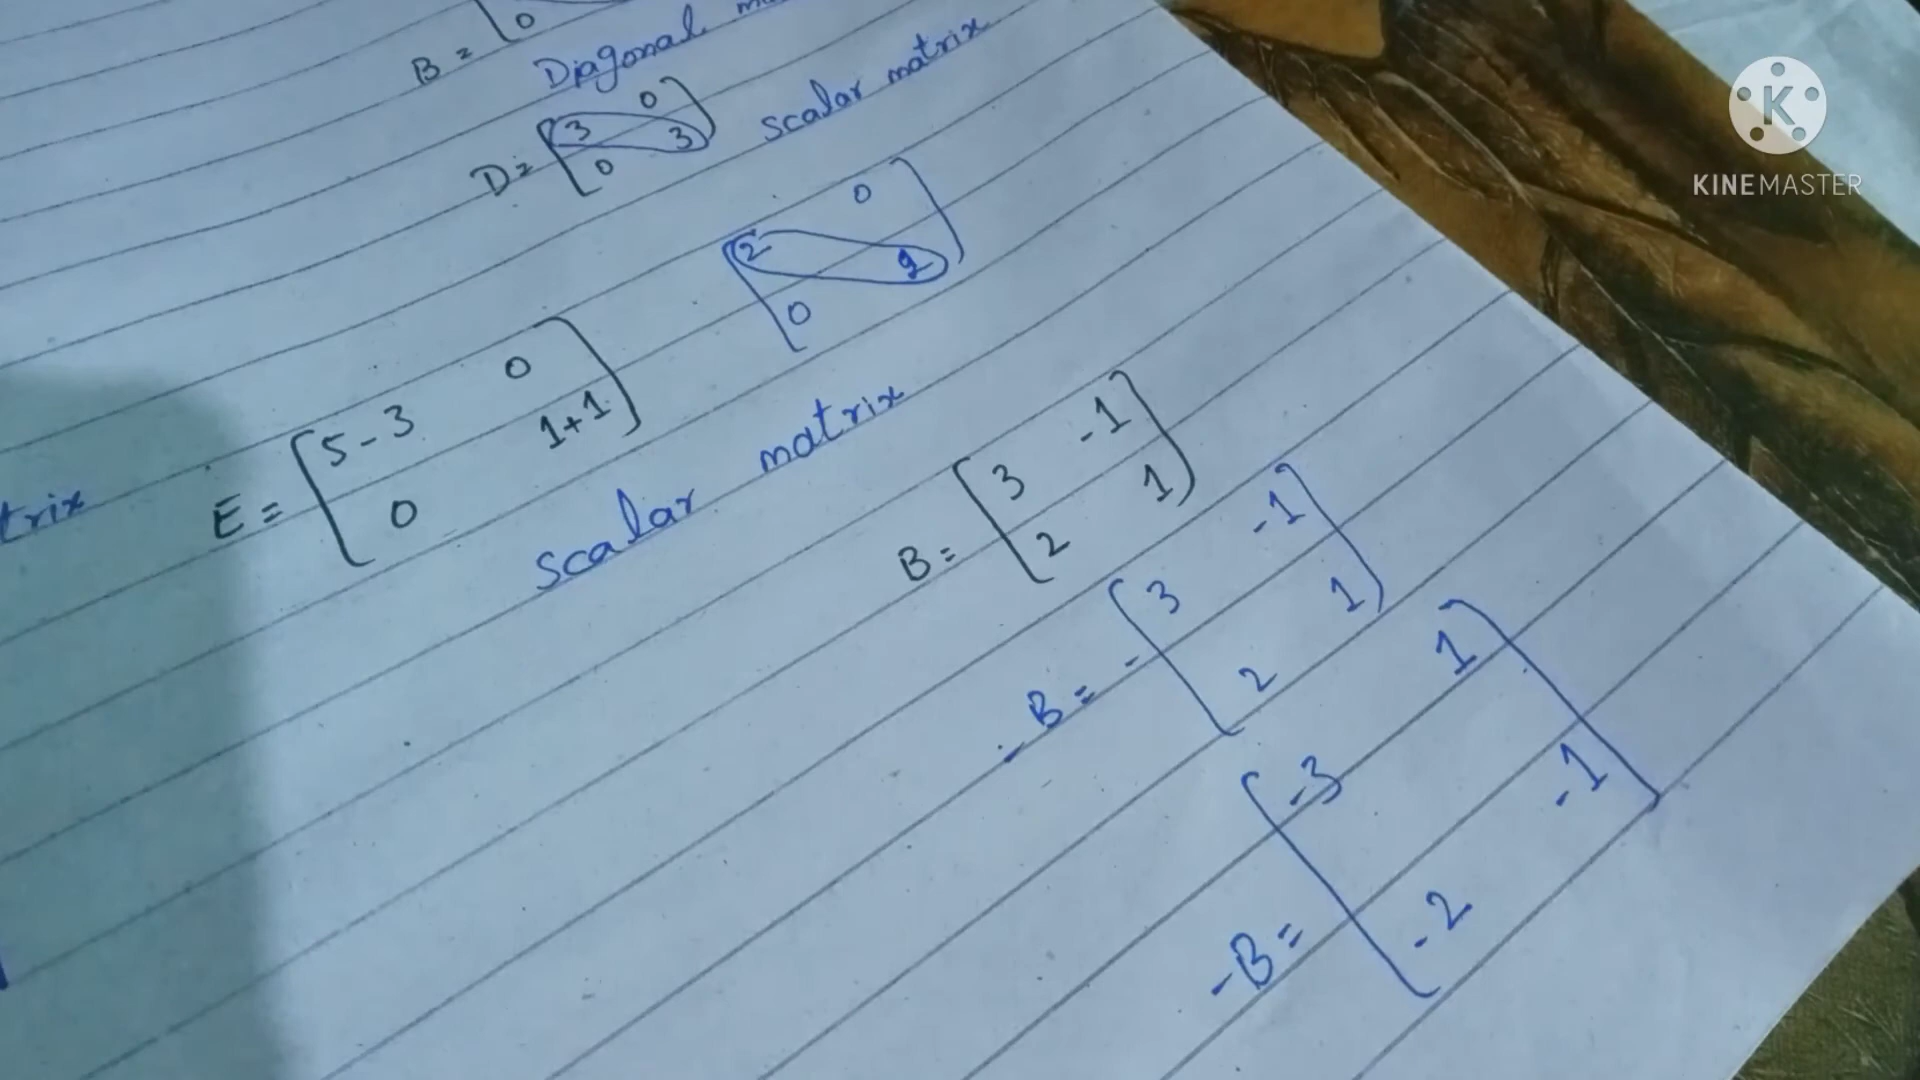 B = [0
Diagonal
D = [3 0
0 3]
scalar matrix
E = [5-3 0
0 1+1]
[2 0
0 2]
trix
scalar matrix
B = [3 -1
2 1]
-B = -[3 -1
2 1]
-B = [-3 1
-2 -1]
KINEMASTER